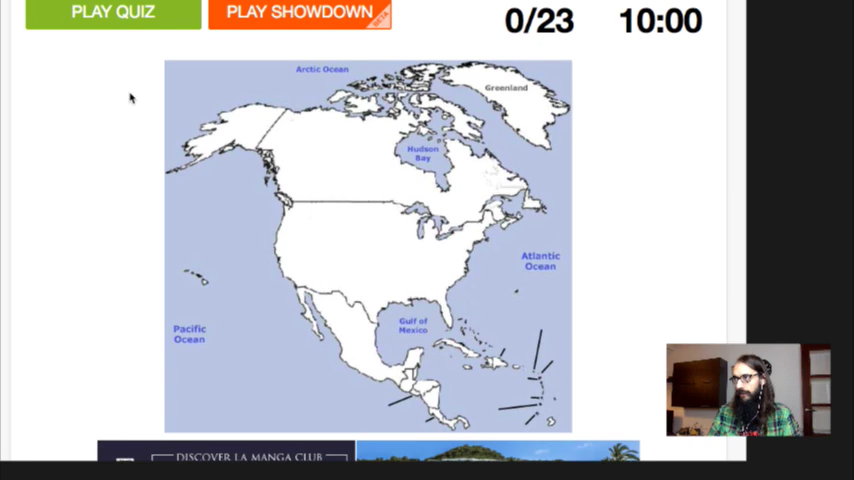 PLAY QUIZ
PLAY SHOWDOWN
BETA
0/23
10:00
Arctic Ocean
Greenland
Hudson
Bay
Atlantic
Ocean
Gulf of
Mexico
Pacific
Ocean
DISCOVER LA MANGA CLUB